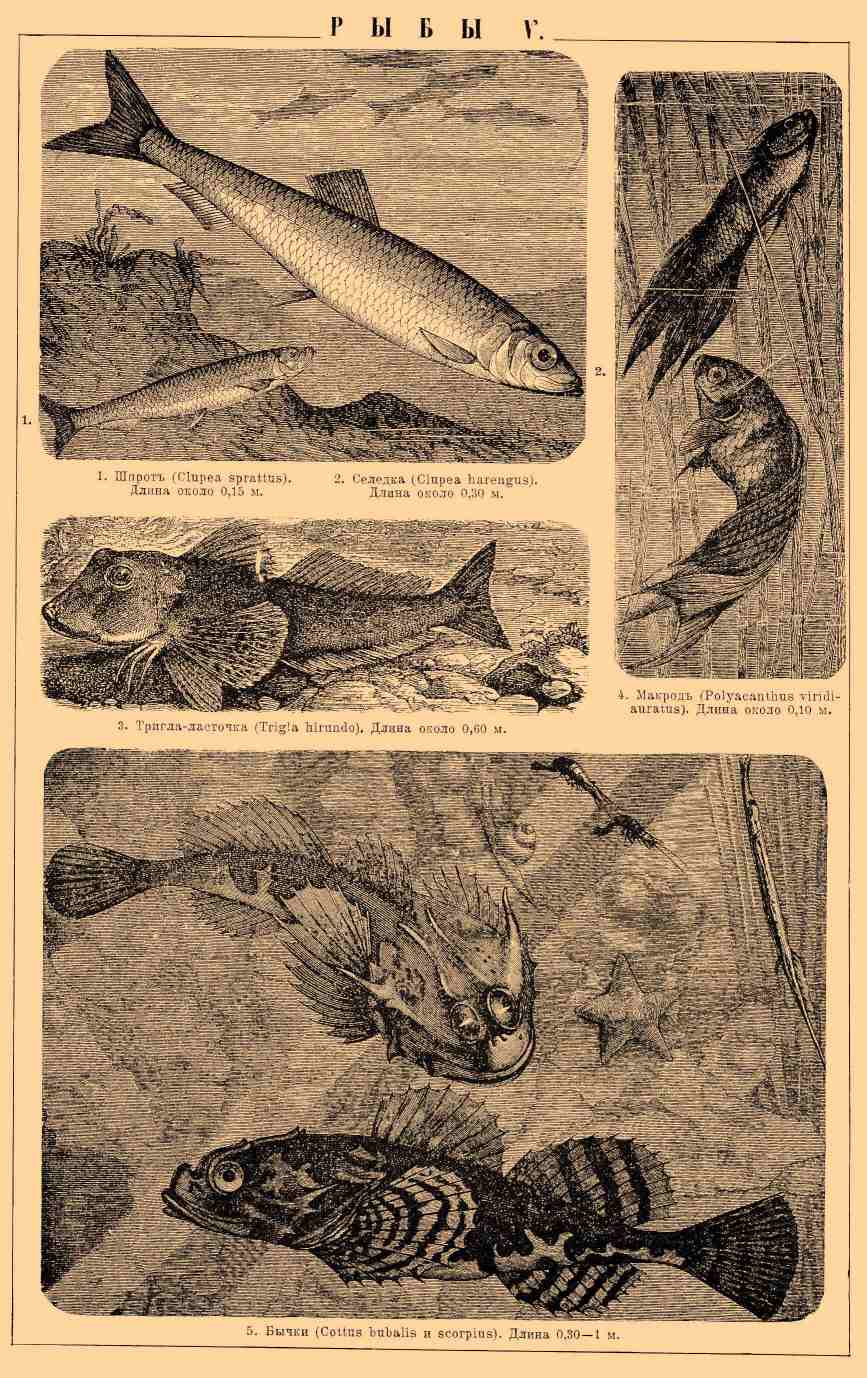 РЫБЫ V.
1.
2.
1. Шпротъ (Clupea sprattus).
Длина около 0,15 м.
2. Селедка (Clupea harengus).
Длина около 0,30 м.
3. Тригла-ласточка (Trigla hirundo). Длина около 0,60 м.
4. Макродъ (Polyacanthus viridi-
auratus). Длина около 0,10 м.
5. Бычки (Cottus bubalis и scorpius). Длина 0,30—1 м.